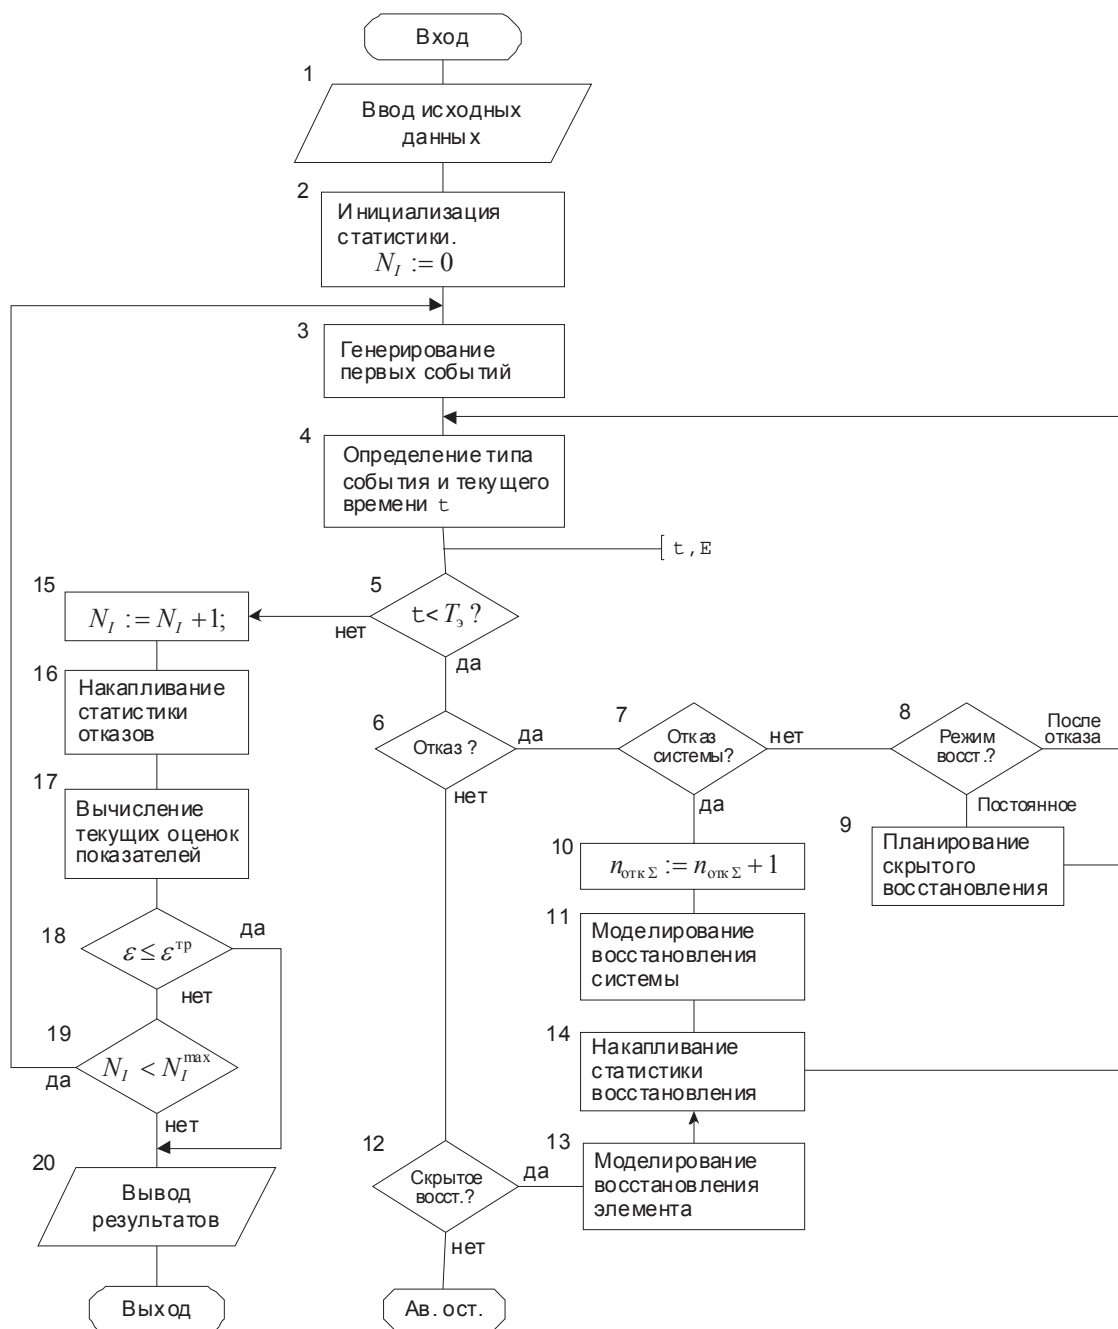 Вход
1
Ввод исходных
данных
2
Инициализация
статистики.
N_I := 0
3
Генерирование
первых событий
4
Определение типа
события и текущего
времени t
t,E
5
t< T_э ?
нет
да
15
N_I := N_I +1;
16
Накапливание
статистики
отказов
17
Вычисление
текущих оценок
показателей
18
ε ≤ ε^тр
да
нет
19
N_I < N_I^max
да
нет
20
Вывод
результатов
Выход
6
Отказ ?
да
нет
7
Отказ
системы?
нет
да
8
Режим
восст.?
После
отказа
Постоянное
9
Планирование
скрытого
восстановления
10
n_отк Σ := n_отк Σ + 1
11
Моделирование
восстановления
системы
14
Накапливание
статистики
восстановления
12
Скрытое
восст.?
да
нет
13
Моделирование
восстановления
элемента
Ав. ост.